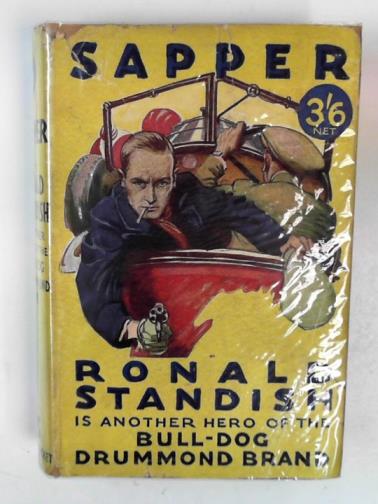 SAPPER
3/6
NET
RONALD
STANDISH
IS ANOTHER HERO OF THE
BULL-DOG
DRUMMOND BRAND